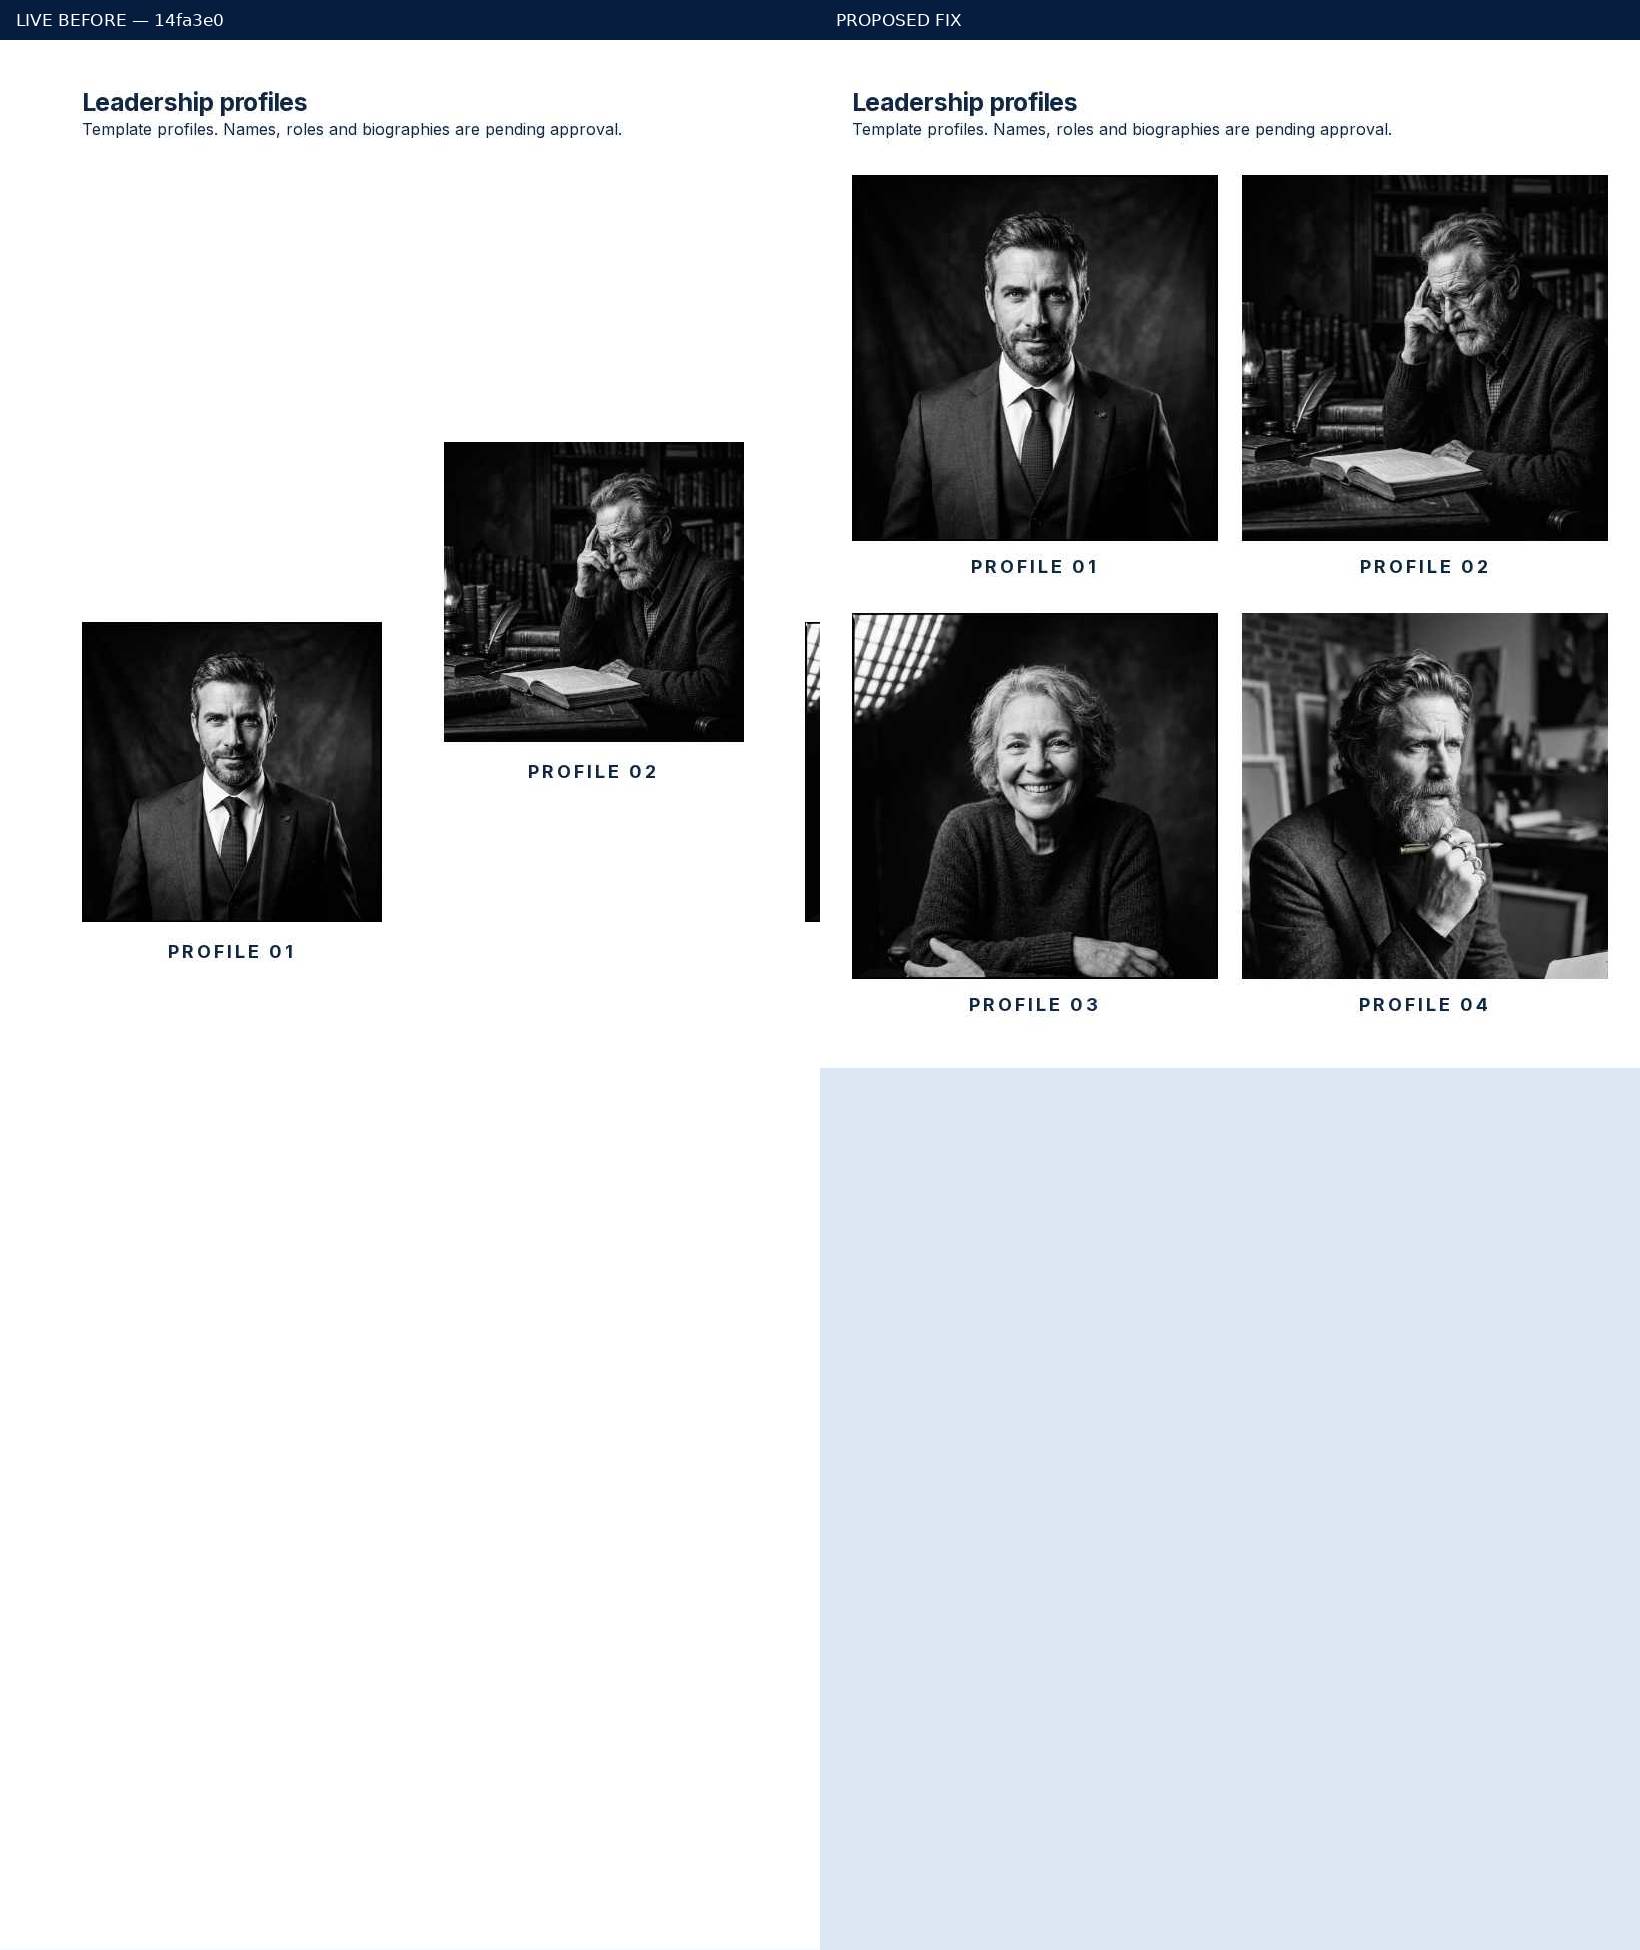 LIVE BEFORE — 14fa3e0
Leadership profiles
Template profiles. Names, roles and biographies are pending approval.
PROFILE 02
PROFILE 01
PROPOSED FIX
Leadership profiles
Template profiles. Names, roles and biographies are pending approval.
PROFILE 01
PROFILE 02
PROFILE 03
PROFILE 04